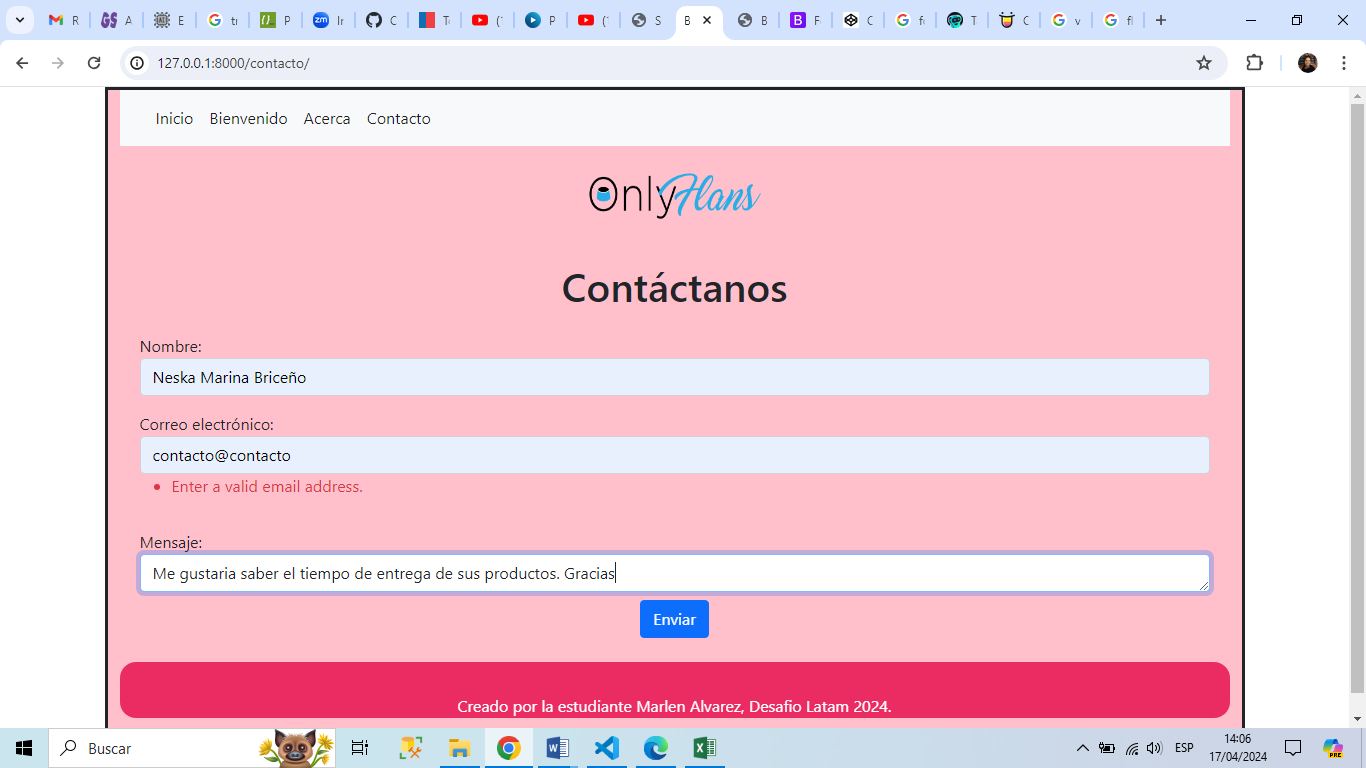 127.0.0.1:8000/contacto/
Inicio Bienvenido Acerca Contacto
OnlyFlans
Contáctanos
Nombre:
Neska Marina Briceño
Correo electrónico:
contacto@contacto
Enter a valid email address.
Mensaje:
Me gustaria saber el tiempo de entrega de sus productos. Gracias
Enviar
Creado por la estudiante Marlen Alvarez, Desafio Latam 2024.
Buscar
ESP
14:06
17/04/2024